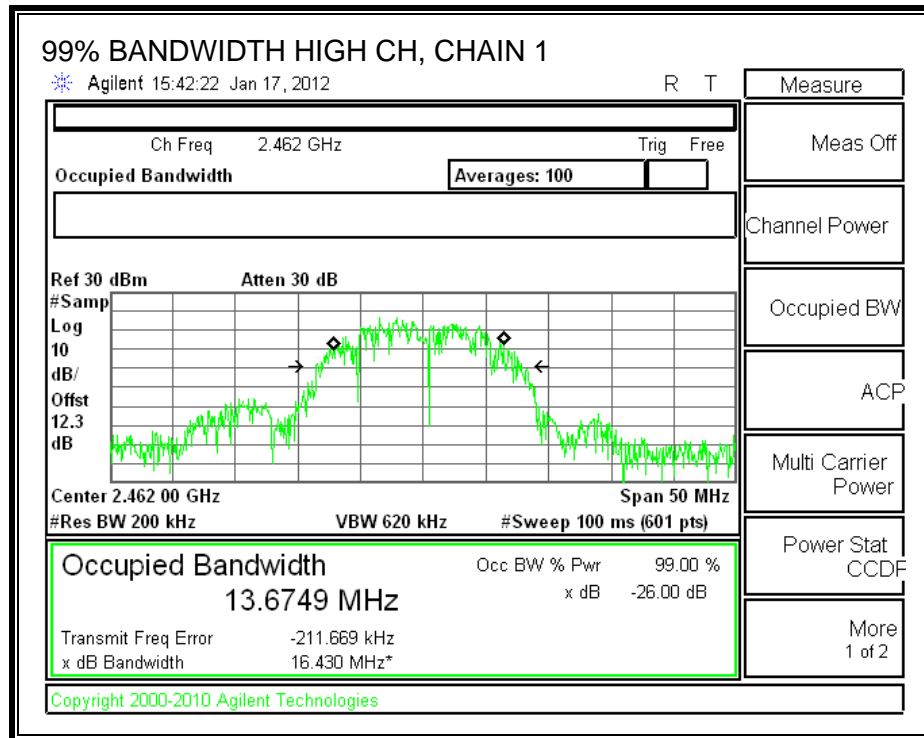 99% BANDWIDTH HIGH CH, CHAIN 1
Agilent 15:42:22 Jan 17, 2012 R T
Measure
Ch Freq 2.462 GHz Trig Free
Occupied Bandwidth Averages: 100
Ref 30 dBm Atten 30 dB
#Samp
Log
10
dB/
Offst
12.3
dB
Center 2.462 00 GHz Span 50 MHz
#Res BW 200 kHz VBW 620 kHz #Sweep 100 ms (601 pts)
Occupied Bandwidth Occ BW % Pwr 99.00 %
13.6749 MHz x dB -26.00 dB
Transmit Freq Error -211.669 kHz
x dB Bandwidth 16.430 MHz*
Meas Off
Channel Power
Occupied BW
ACP
Multi Carrier
Power
Power Stat
CCDF
More
1 of 2
Copyright 2000-2010 Agilent Technologies